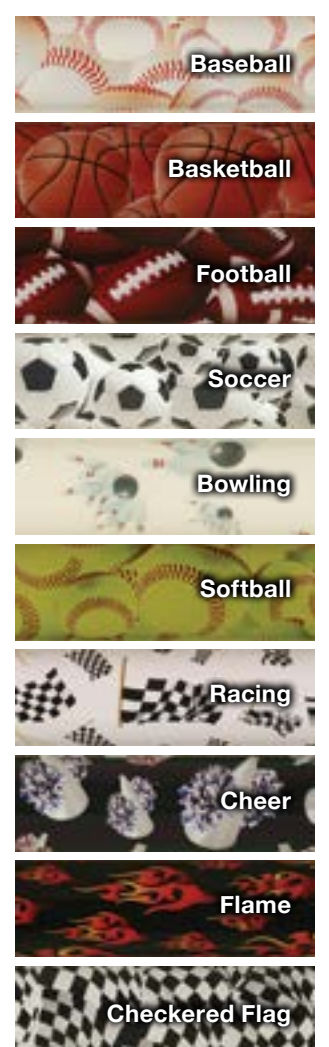 Baseball
Basketball
Football
Soccer
Bowling
Softball
Racing
Cheer
Flame
Checkered Flag